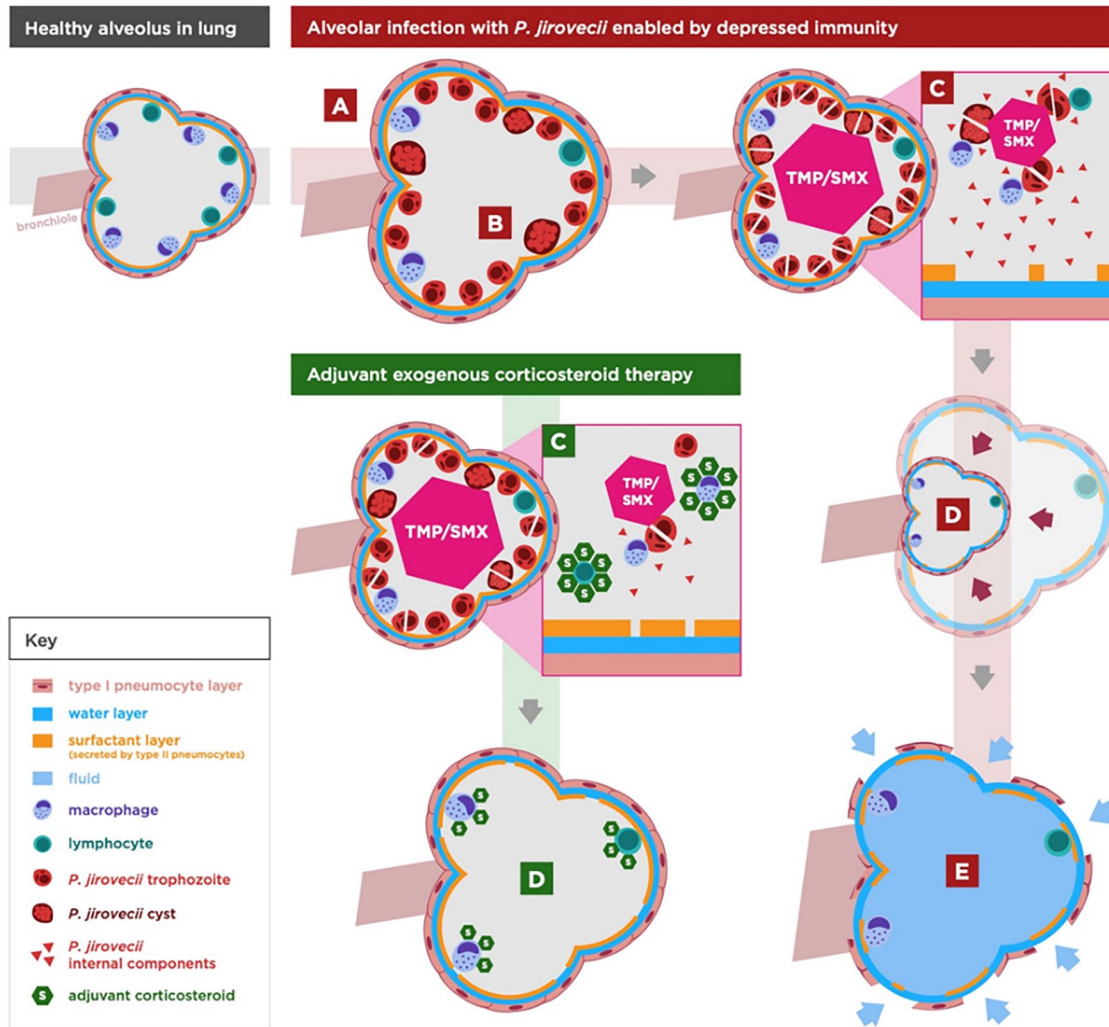 Healthy alveolus in lung
Alveolar infection with P. jirovecii enabled by depressed immunity
bronchiole
A
B
TMP/SMX
C
TMP/
SMX
Adjuvant exogenous corticosteroid therapy
TMP/SMX
C
TMP/
SMX
S
S
S
S
S
S
S
S
S
S
S
S
D
D
S
S
S
S
S
S
S
S
S
E
Key
type I pneumocyte layer
water layer
surfactant layer
(secreted by type II pneumocytes)
fluid
macrophage
lymphocyte
P. jirovecii trophozoite
P. jirovecii cyst
P. jirovecii
internal components
S adjuvant corticosteroid